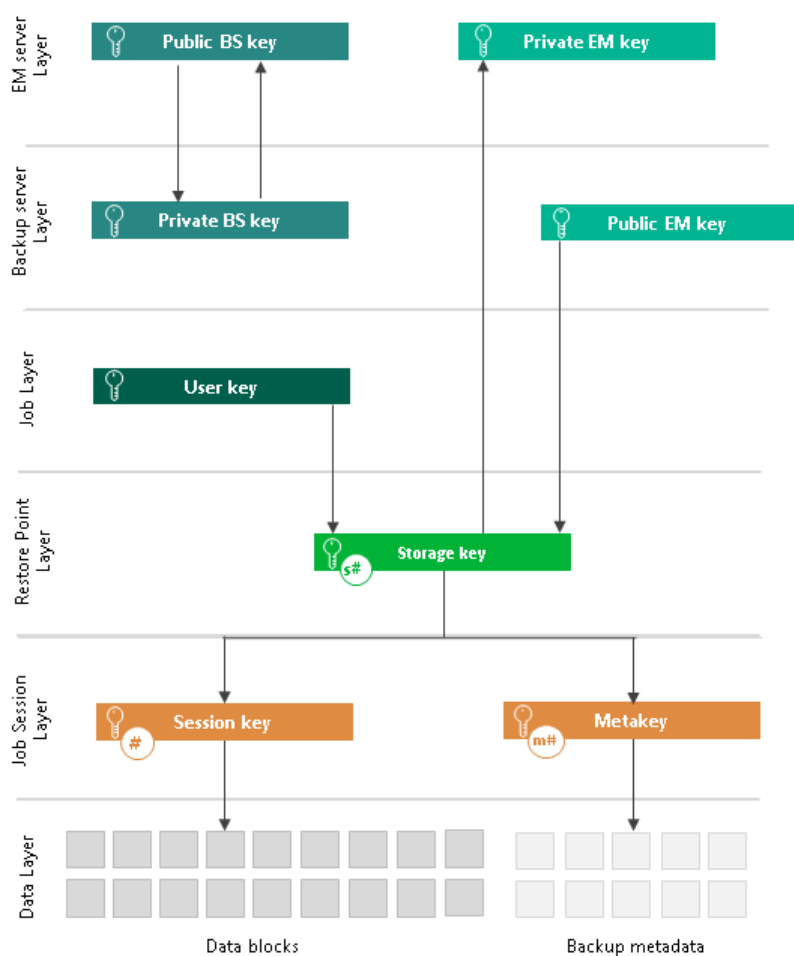 EM server
Layer
Public BS key
Private EM key
Backup server
Layer
Private BS key
Public EM key
Job Layer
User key
Restore Point
Layer
Storage key
s#
Job Session
Layer
Session key
#
Metakey
m#
Data Layer
Data blocks
Backup metadata